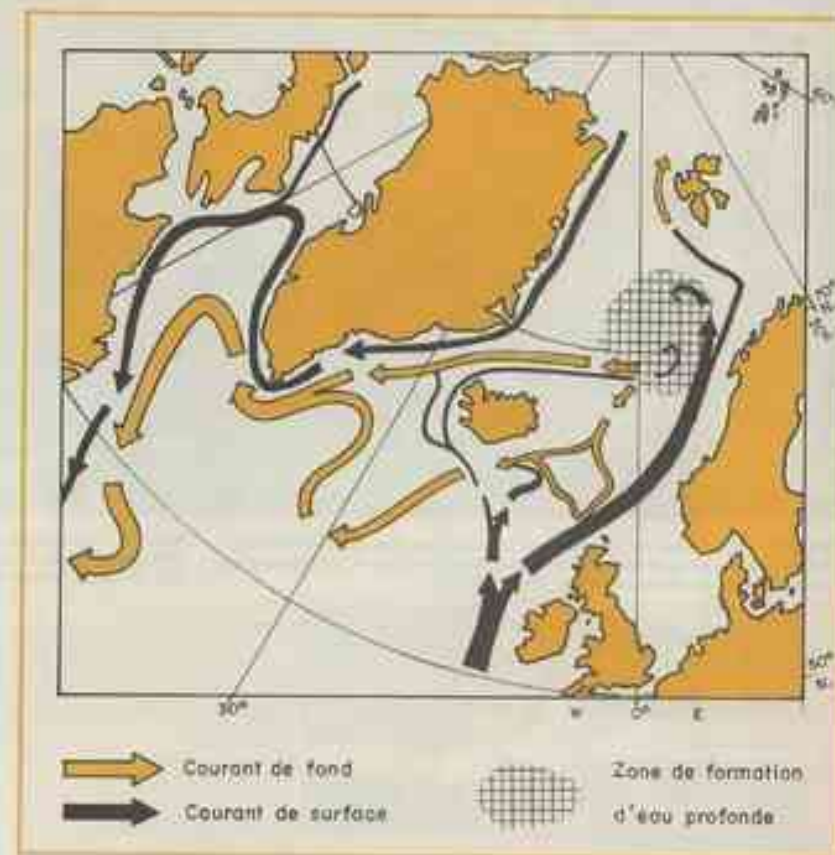 50°
N.
30°
W
0°
E
Courant de fond
Courant de surface
Zone de formation
d'eau profonde